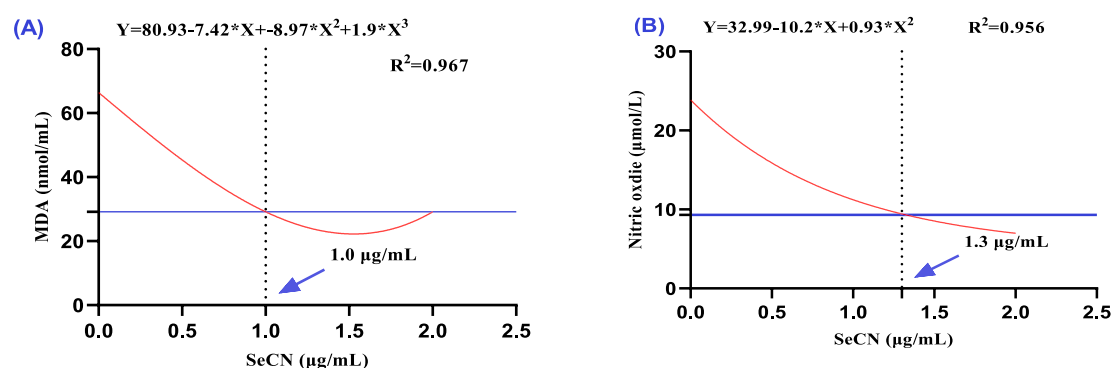 (A)
Y=80.93-7.42*X+-8.97*X²+1.9*X³
R²=0.967
MDA (nmol/mL)
80
60
40
20
0
1.0 µg/mL
0.0 0.5 1.0 1.5 2.0 2.5
SeCN (µg/mL)
(B)
Y=32.99-10.2*X+0.93*X² R²=0.956
Nitric oxdie (µmol/L)
30
20
10
0
1.3 µg/mL
0.0 0.5 1.0 1.5 2.0 2.5
SeCN (µg/mL)